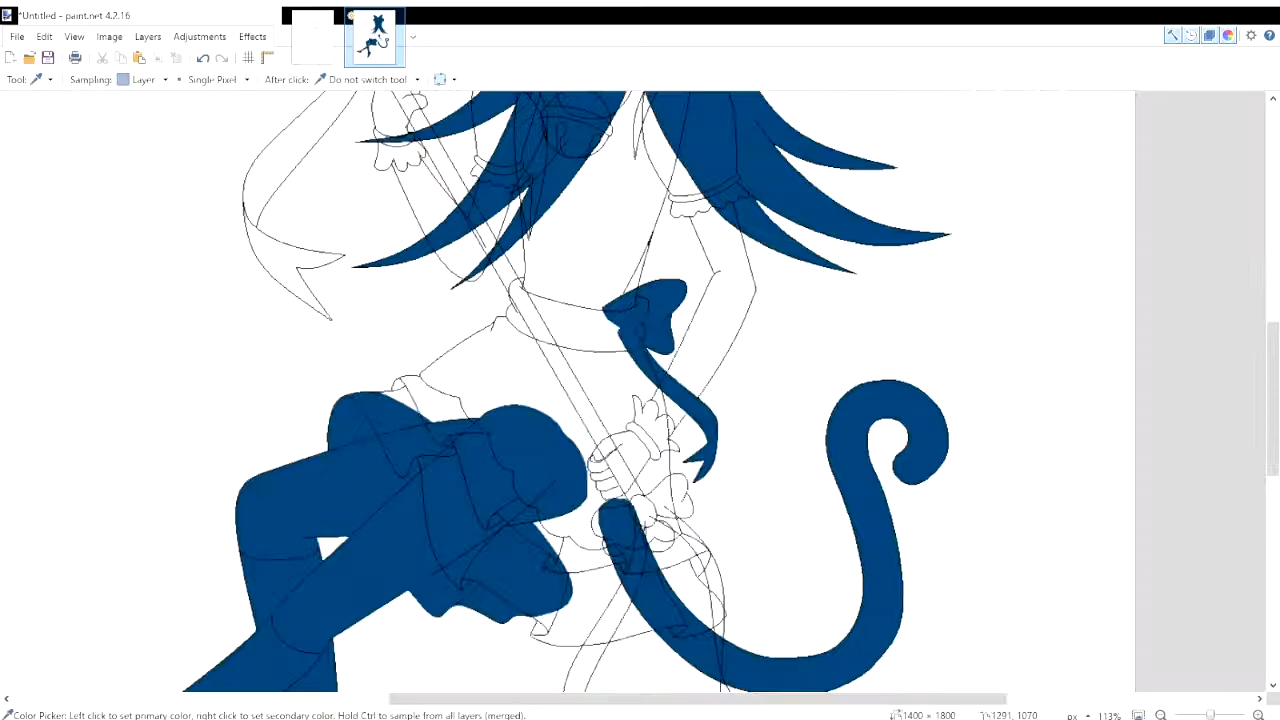 *Untitled - paint.net 4.2.16
File Edit View Image Layers Adjustments Effects
Tool: Sampling: Layer Single Pixel After click: Do not switch tool
Color Picker: Left click to set primary color, right click to set secondary color. Hold Ctrl to sample from all layers (merged). 1400 × 1800 1291, 1070 px 113%